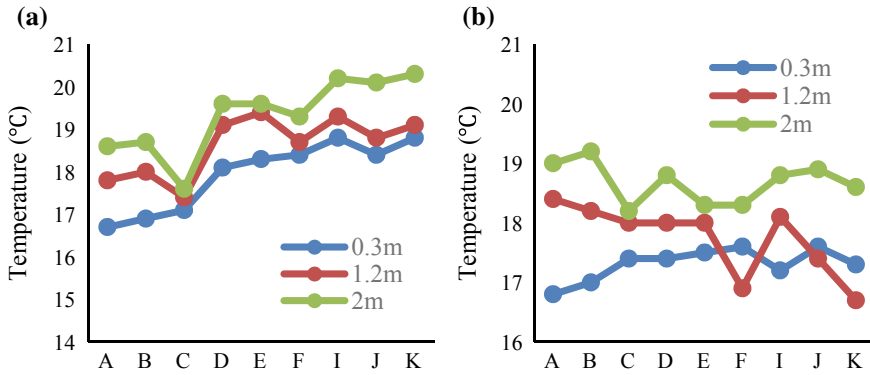 (a)
Temperature (°C)
21
20
19
18
17
16
15
14
A B C D E F I J K
0.3m
1.2m
2m
(b)
Temperature (°C)
21
20
19
18
17
16
A B C D E F I J K
0.3m
1.2m
2m